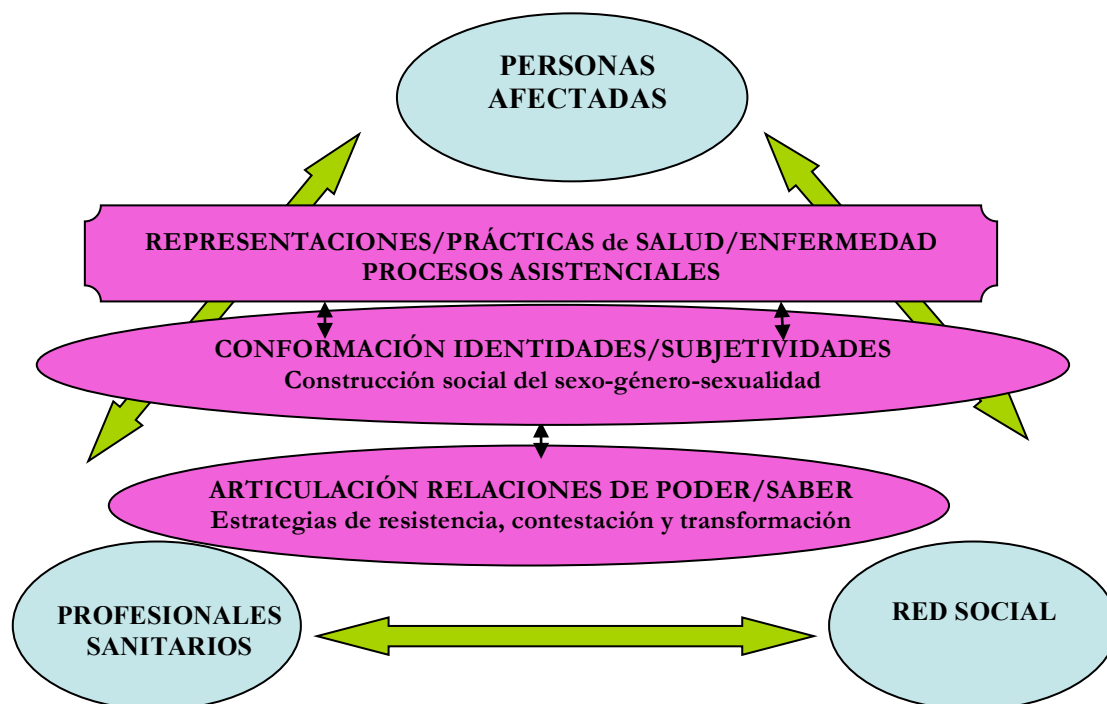 PERSONAS
AFECTADAS
REPRESENTACIONES/PRÁCTICAS de SALUD/ENFERMEDAD
PROCESOS ASISTENCIALES
CONFORMACIÓN IDENTIDADES/SUBJETIVIDADES
Construcción social del sexo-género-sexualidad
ARTICULACIÓN RELACIONES DE PODER/SABER
Estrategias de resistencia, contestación y transformación
PROFESIONALES
SANITARIOS
RED SOCIAL